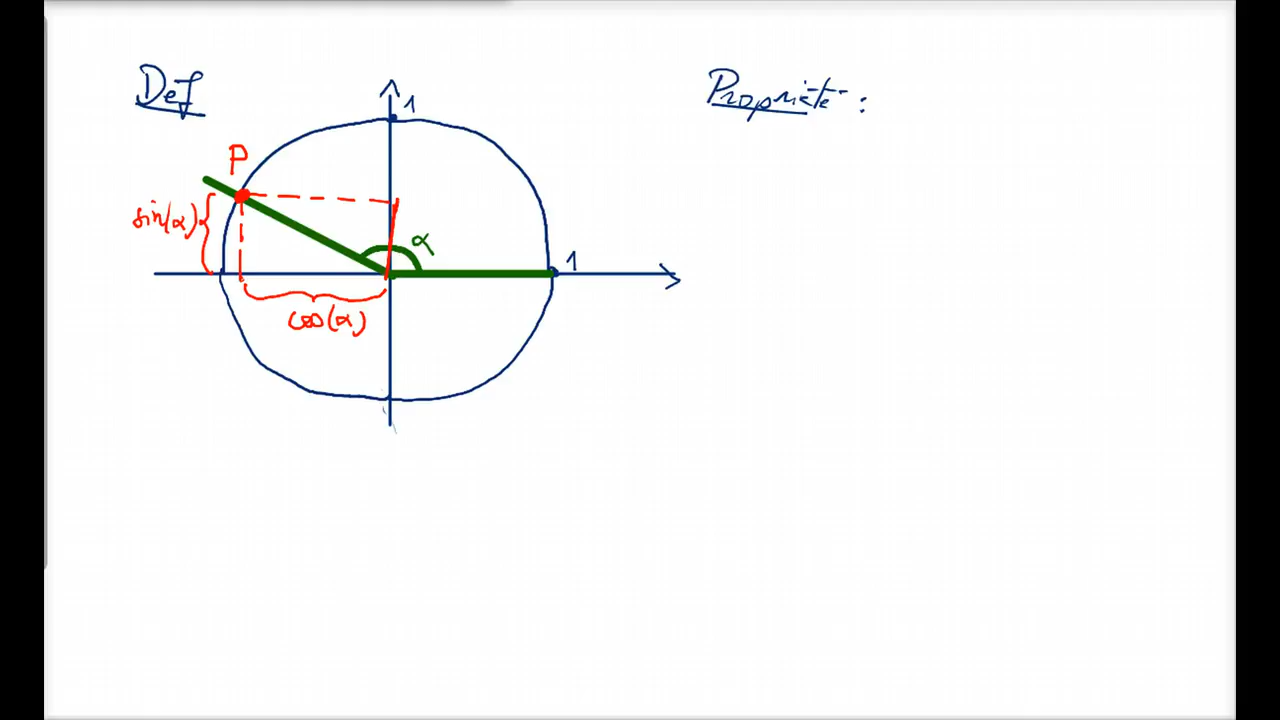 Def
Propriété :
1
P
sin(α)
α
1
cos(α)